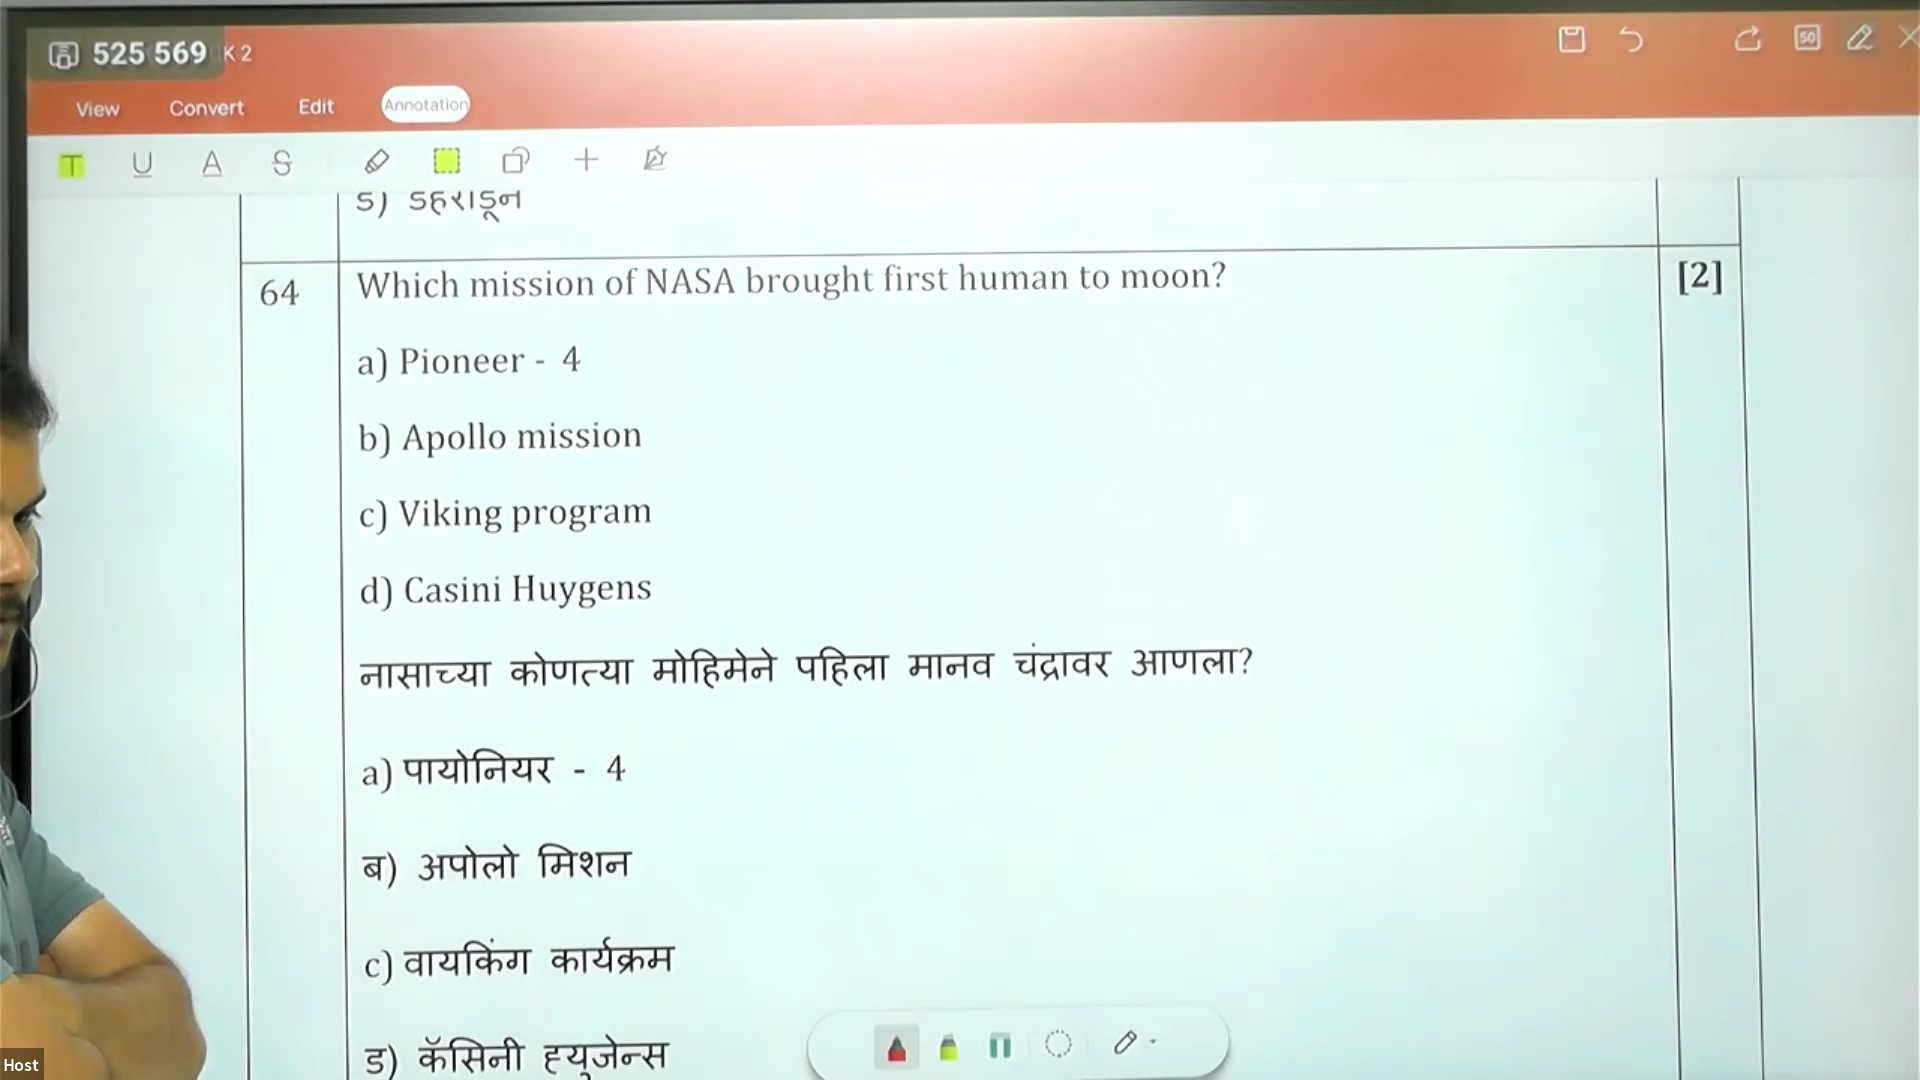 525 569 K 2
View Convert Edit Annotation
T U A S
50
64 Which mission of NASA brought first human to moon? [2]
a) Pioneer - 4
b) Apollo mission
c) Viking program
d) Casini Huygens
नासाच्या कोणत्या मोहिमेने पहिला मानव चंद्रावर आणला?
a) पायोनियर - 4
ब) अपोलो मिशन
c) वायकिंग कार्यक्रम
ड) कॅसिनी ह्युजेन्स
Host